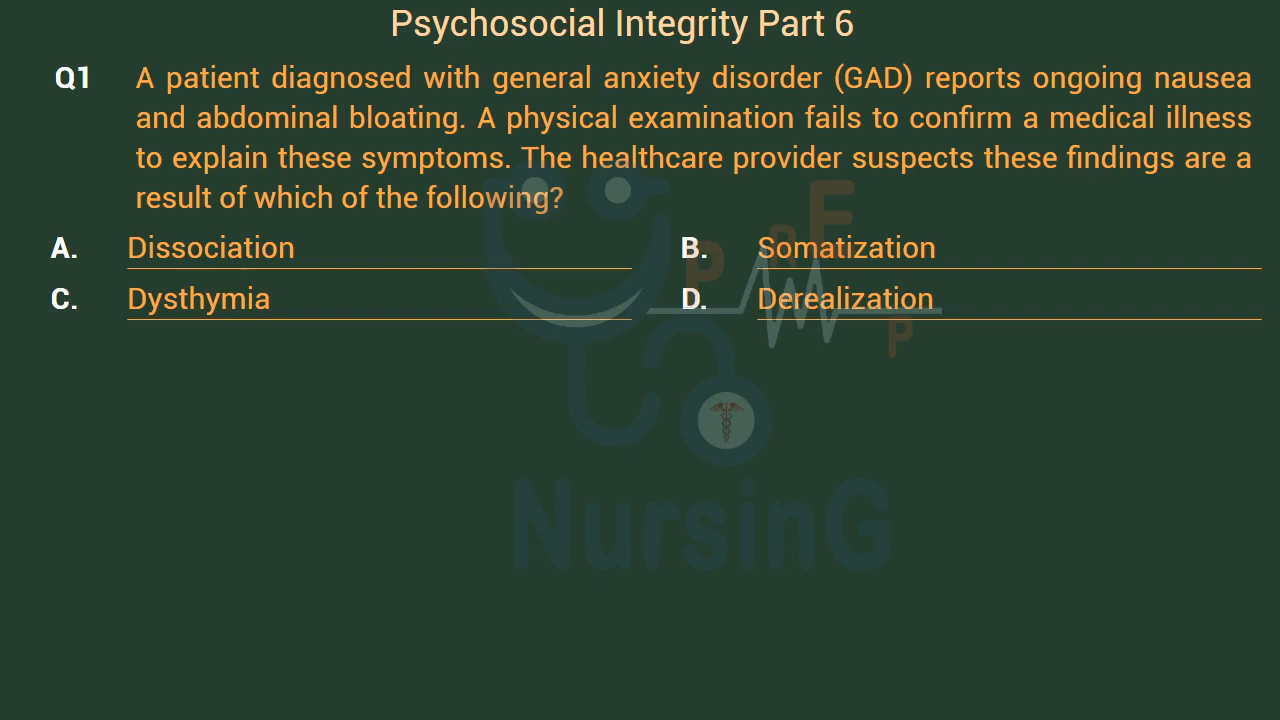 Psychosocial Integrity Part 6
Q1 A patient diagnosed with general anxiety disorder (GAD) reports ongoing nausea
and abdominal bloating. A physical examination fails to confirm a medical illness
to explain these symptoms. The healthcare provider suspects these findings are a
result of which of the following?
A. Dissociation B. Somatization
C. Dysthymia D. Derealization
P R F
P
NursinG